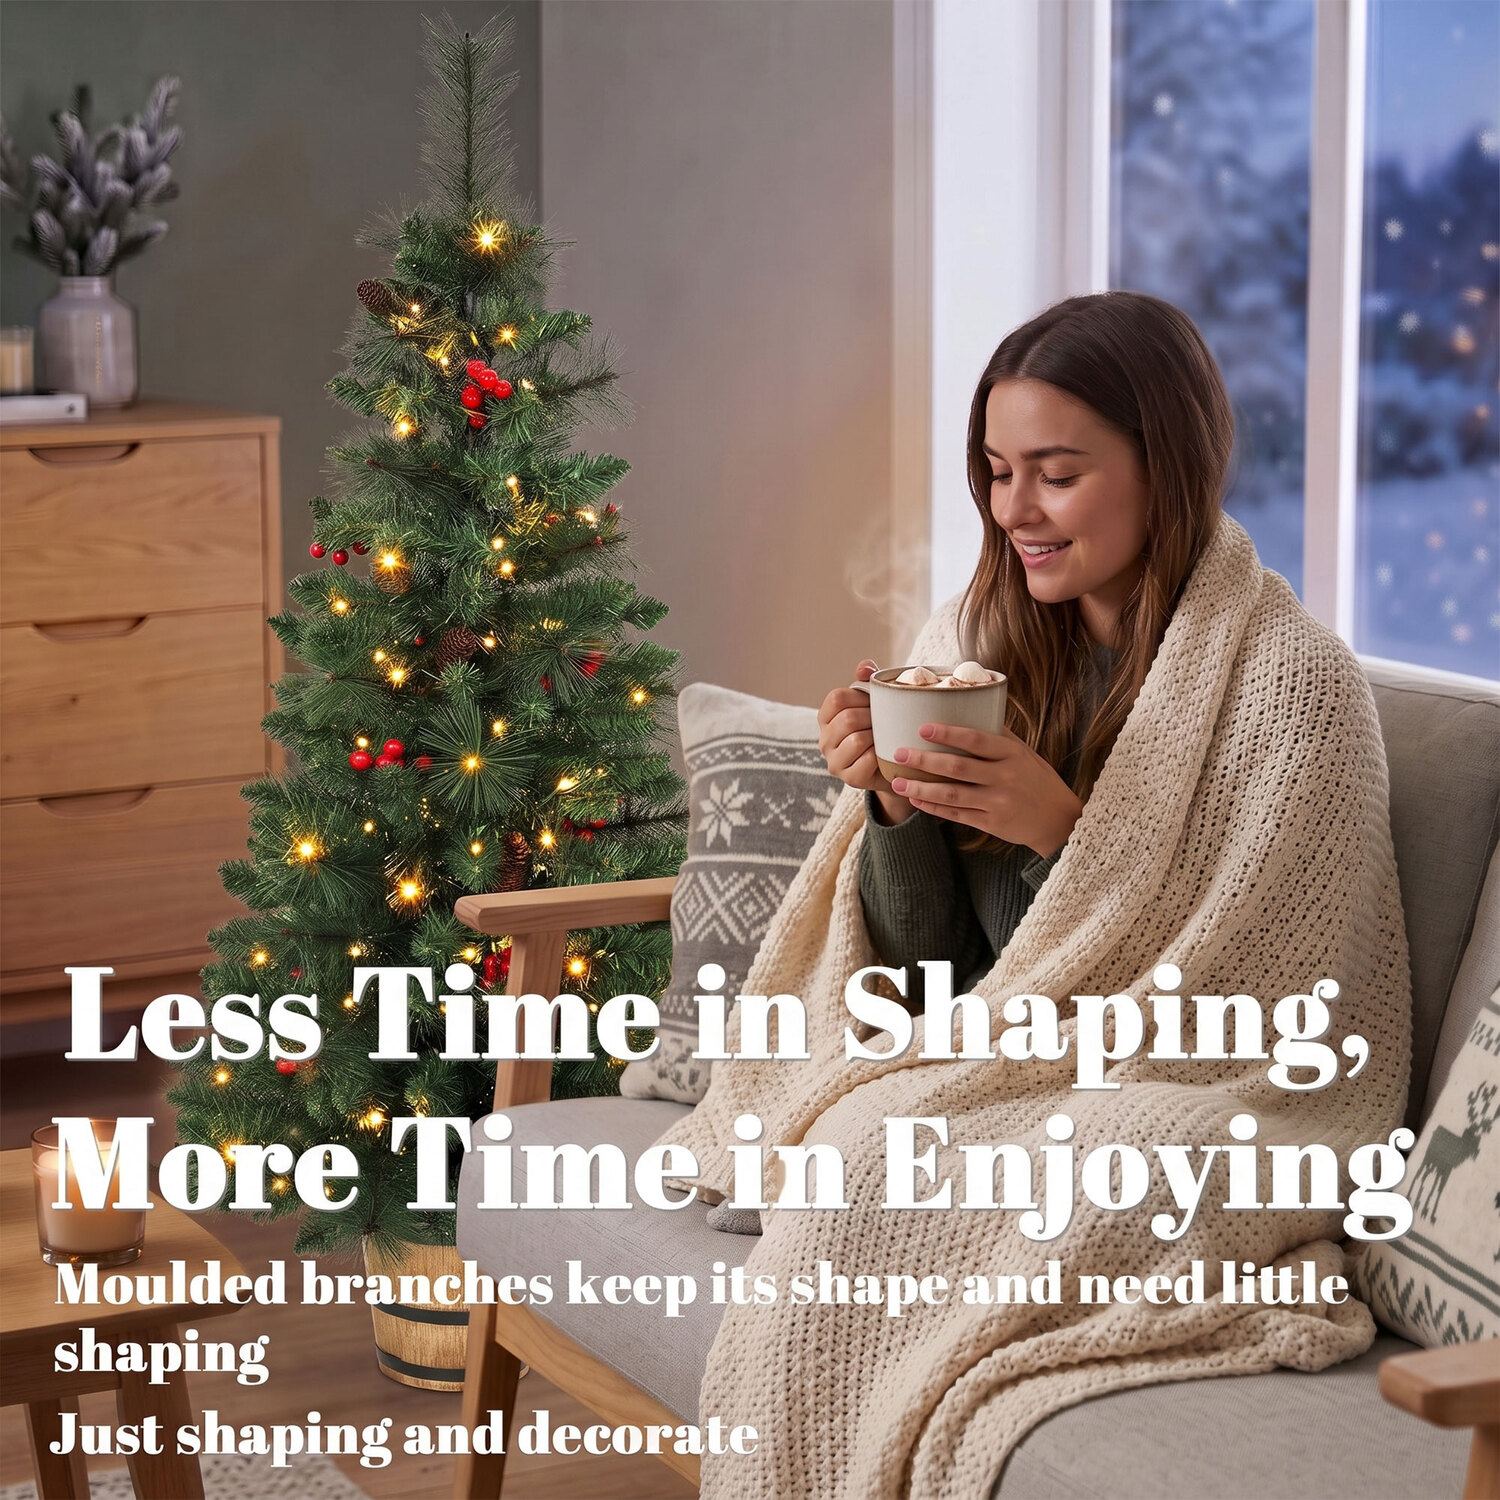 Less Time in Shaping,
More Time in Enjoying
Moulded branches keep its shape and need little
shaping
Just shaping and decorate